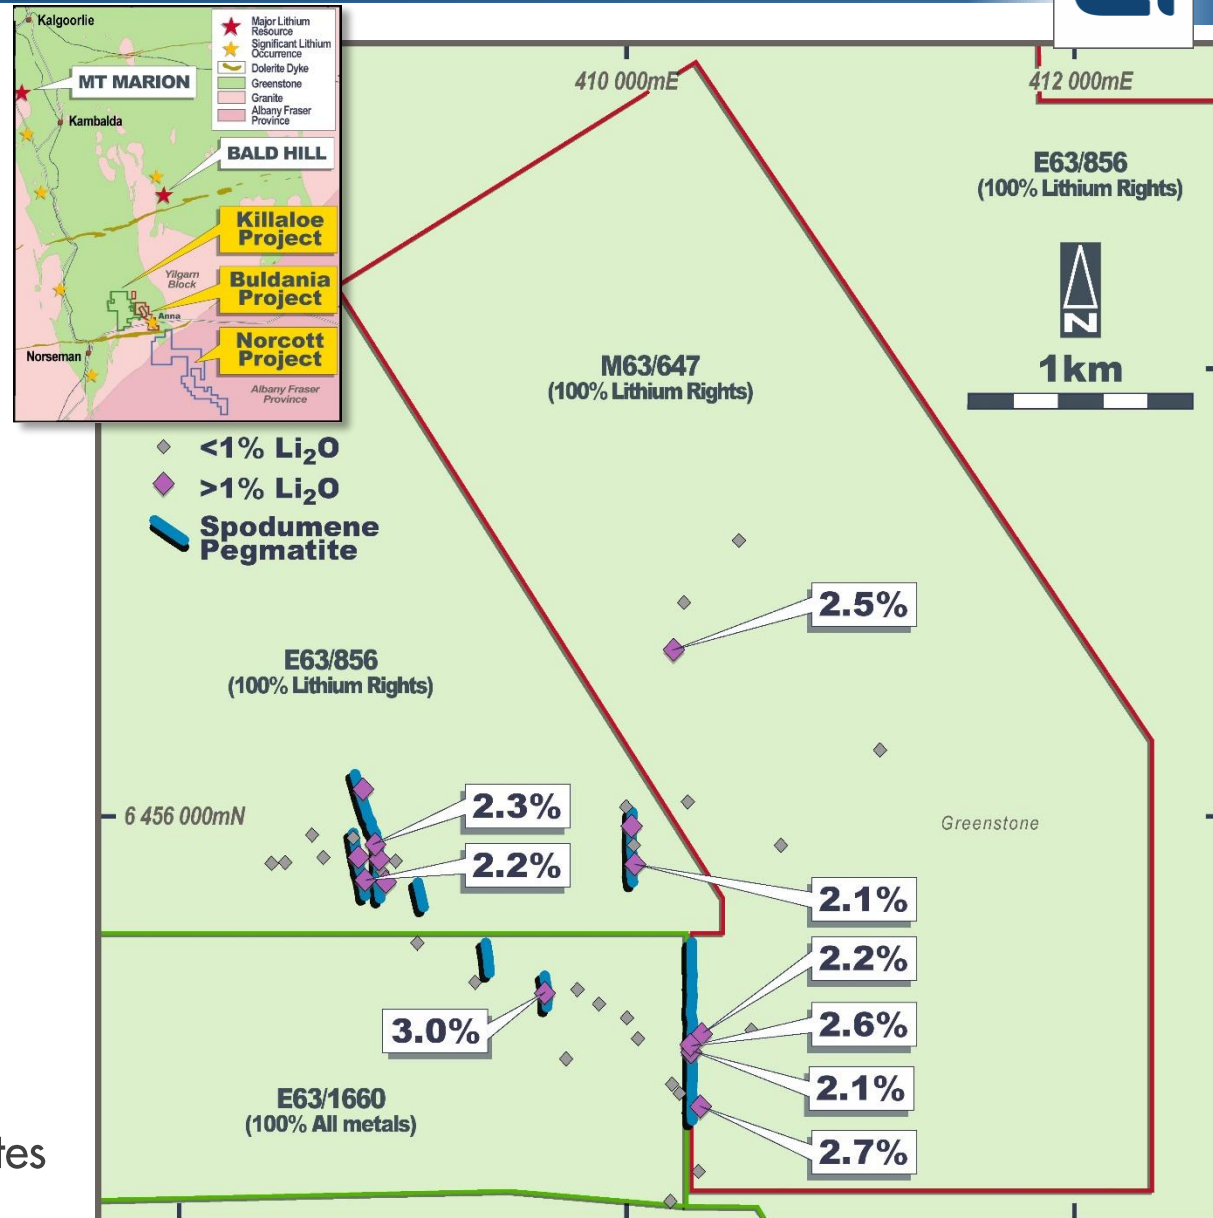 Kalgoorlie
Major Lithium
Resource
Significant Lithium
Occurrence
Dolerite Dyke
Greenstone
Granite
Albany Fraser
Province
MT MARION
Kambalda
BALD HILL
Killaloe
Project
Yilgarn
Block
Buldania
Project
Anna
Norseman
Norcott
Project
Albany Fraser
Province
410 000mE
412 000mE
E63/856
(100% Lithium Rights)
N
1km
M63/647
(100% Lithium Rights)
<1% Li₂O
>1% Li₂O
Spodumene
Pegmatite
2.5%
E63/856
(100% Lithium Rights)
6 456 000mN
2.3%
2.2%
Greenstone
2.1%
2.2%
3.0%
2.6%
2.1%
E63/1660
(100% All metals)
2.7%